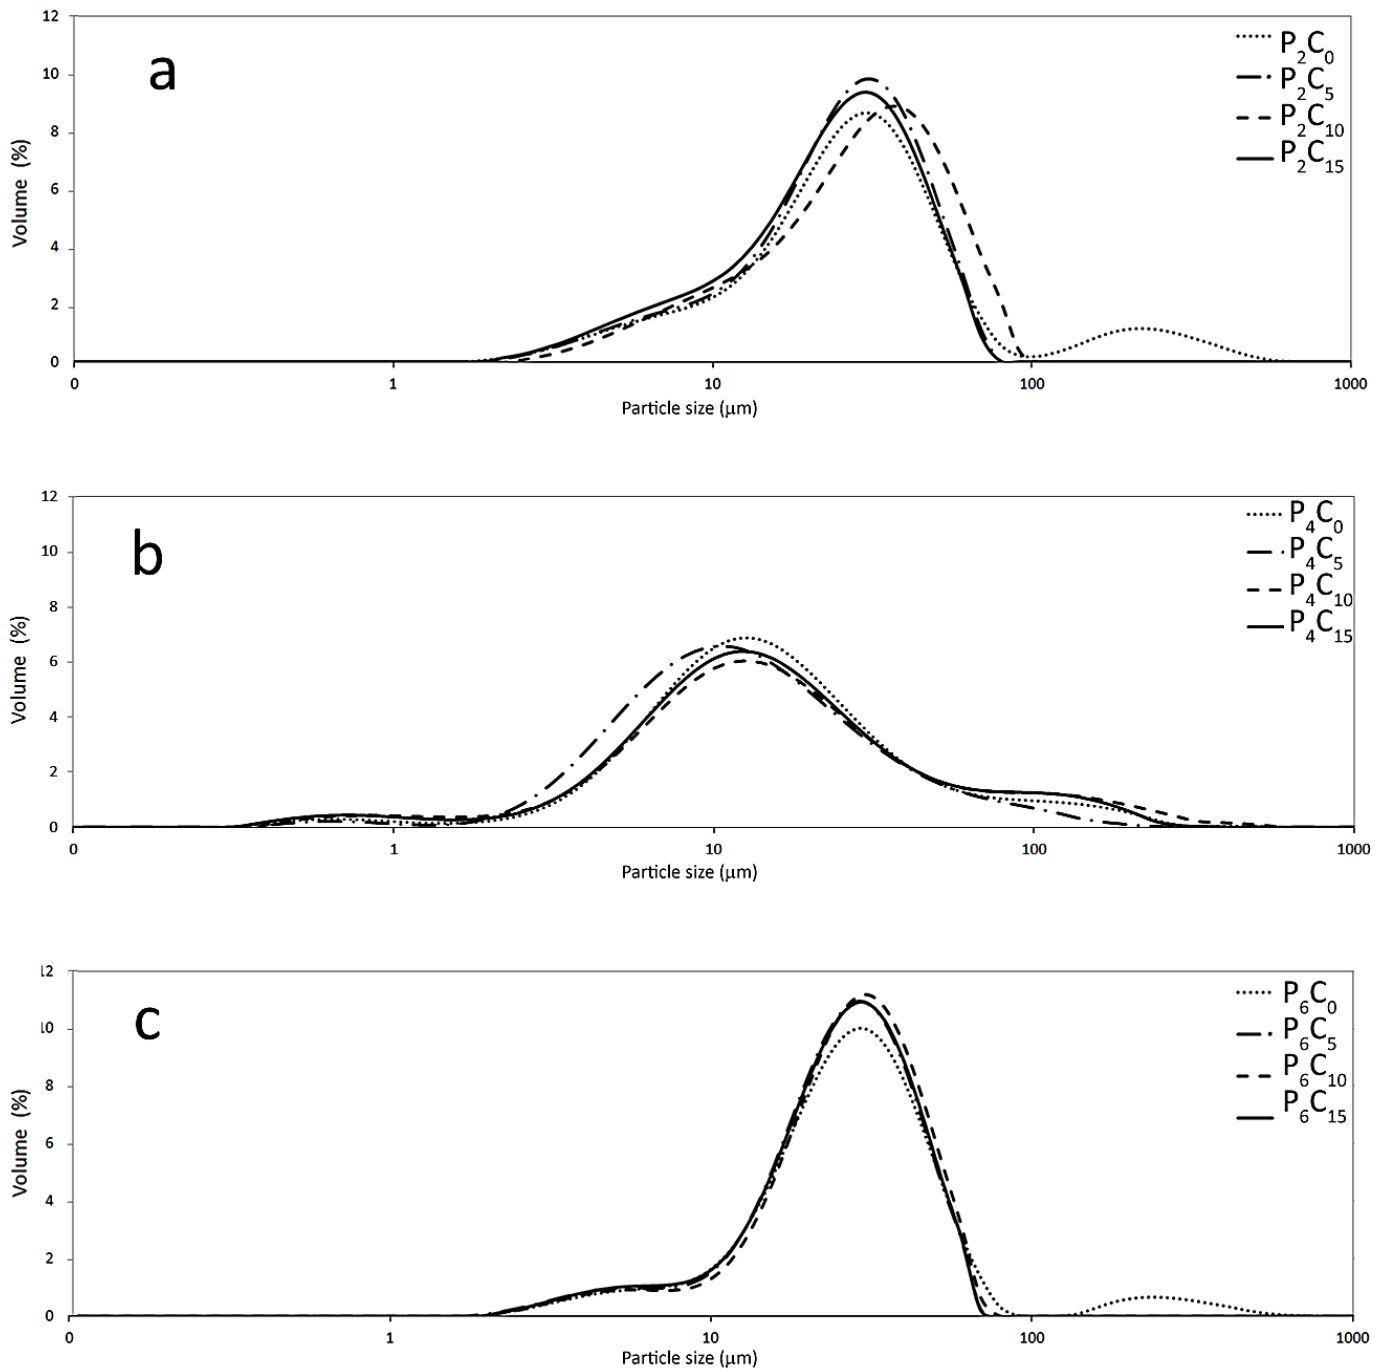 12
10
8
6
4
2
0
Volume (%)
a
P2C0
P2C5
P2C10
P2C15
0 1 10 100 1000
Particle size (μm)
12
10
8
6
4
2
0
Volume (%)
b
P4C0
P4C5
P4C10
P4C15
0 1 10 100 1000
Particle size (μm)
12
10
8
6
4
2
0
Volume (%)
c
P6C0
P6C5
P6C10
P6C15
0 1 10 100 1000
Particle size (μm)